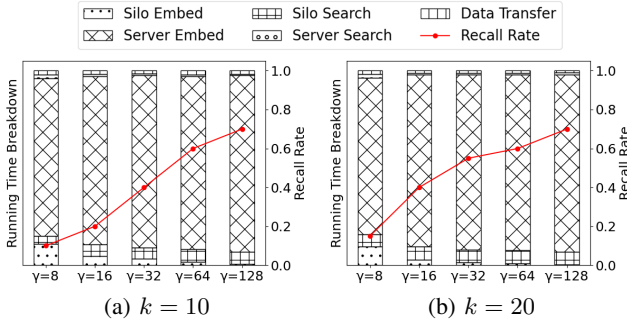 Silo Embed Silo Search Data Transfer
Server Embed Server Search Recall Rate
Running Time Breakdown
1.0
0.8
0.6
0.4
0.2
0.0
Recall Rate
γ=8 γ=16 γ=32 γ=64 γ=128
(a) k = 10
Running Time Breakdown
1.0
0.8
0.6
0.4
0.2
0.0
Recall Rate
γ=8 γ=16 γ=32 γ=64 γ=128
(b) k = 20